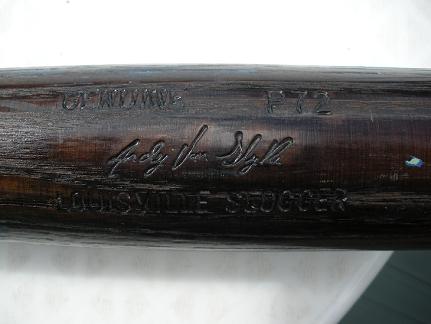 GENUINE P72
Andy Van Slyke
LOUISVILLE SLUGGER